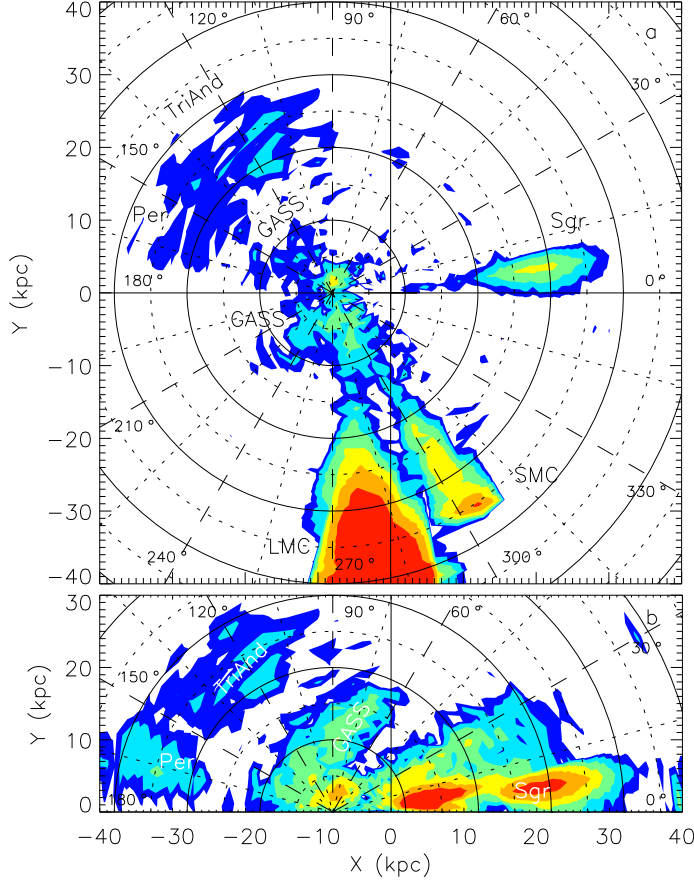 120° 90° 60°
a
40
30°
30
TriAnd
150°
20
Per
GASS
Sgr
10
180° 0°
0
GASS
Y (kpc)
−10
210°
−20
SMC
330°
−30
LMC
240° 270° 300°
−40
30
120° 90° 60°
b
30°
20
150°
TriAnd
GASS
Y (kpc)
10
Per
Sgr
180 0°
0
−40 −30 −20 −10 0 10 20 30 40
X (kpc)